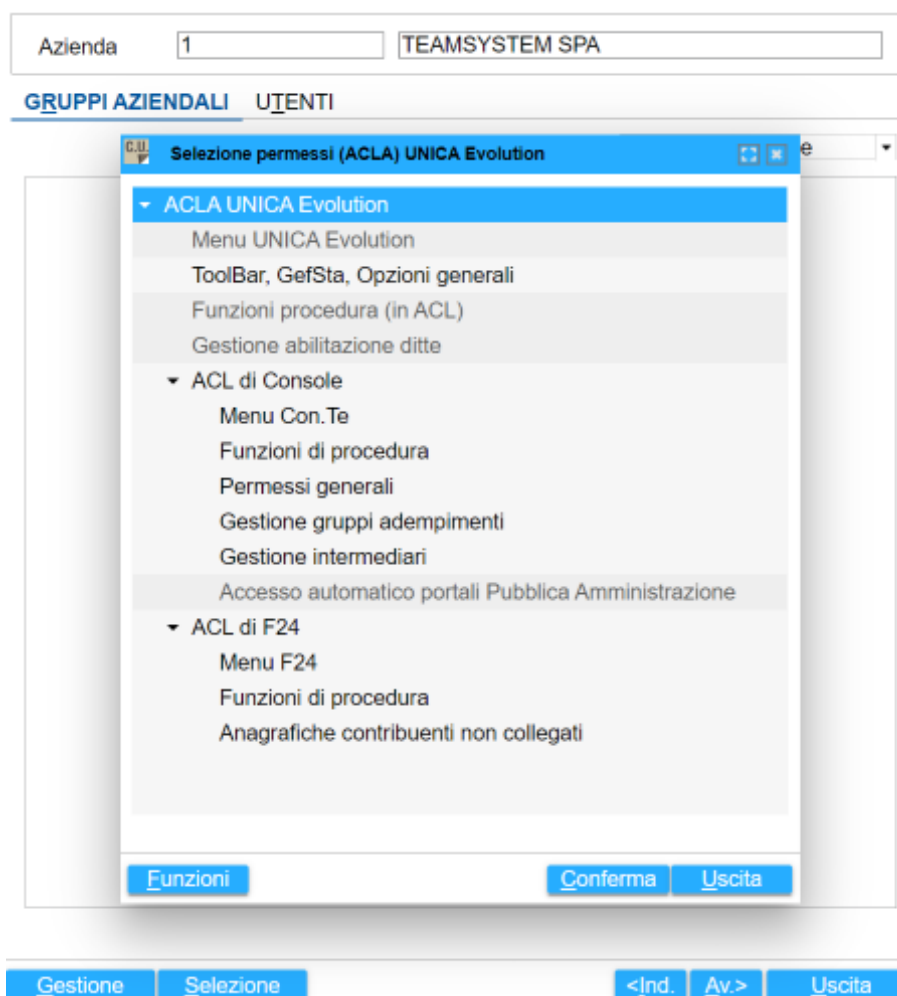 Azienda 1 TEAMSYSTEM SPA
GRUPPI AZIENDALI UTENTI
C.U. Selezione permessi (ACLA) UNICA Evolution
e
ACLA UNICA Evolution
Menu UNICA Evolution
ToolBar, GefSta, Opzioni generali
Funzioni procedura (in ACL)
Gestione abilitazione ditte
ACL di Console
Menu Con.Te
Funzioni di procedura
Permessi generali
Gestione gruppi adempimenti
Gestione intermediari
Accesso automatico portali Pubblica Amministrazione
ACL di F24
Menu F24
Funzioni di procedura
Anagrafiche contribuenti non collegati
Funzioni Conferma Uscita
Gestione Selezione <Ind. Av.> Uscita